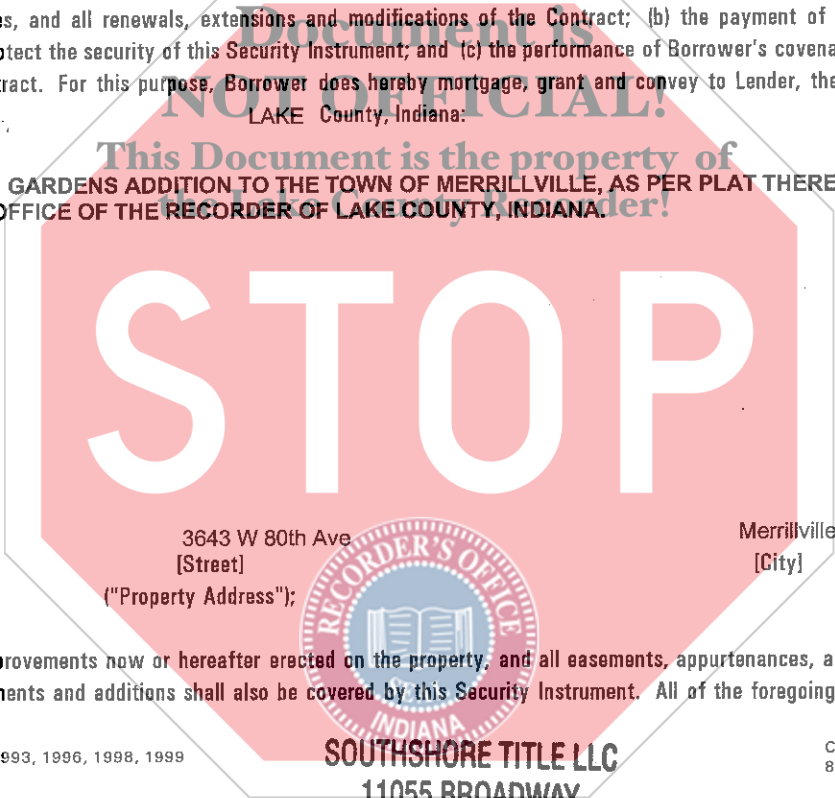 es, and all renewals, extensions and modifications of the Contract; (b) the payment of
Document is
otect the security of this Security Instrument; and (c) the performance of Borrower's covena
ract. For this purpose, Borrower does hereby mortgage, grant and convey to Lender, the
NOT OFFICIAL!
LAKE County, Indiana:
This Document is the property of
GARDENS ADDITION TO THE TOWN OF MERRILLVILLE, AS PER PLAT THERE
the Lake County Recorder!
OFFICE OF THE RECORDER OF LAKE COUNTY, INDIANA.
STOP
3643 W 80th Ave
Merrillville
[Street]
[City]
("Property Address");
RECORDER'S OFFICE
SEAL
INDIANA
provements now or hereafter erected on the property, and all easements, appurtenances, a
ments and additions shall also be covered by this Security Instrument. All of the foregoing
993, 1996, 1998, 1999
SOUTHSHORE TITLE LLC
C
8
11055 BROADWAY